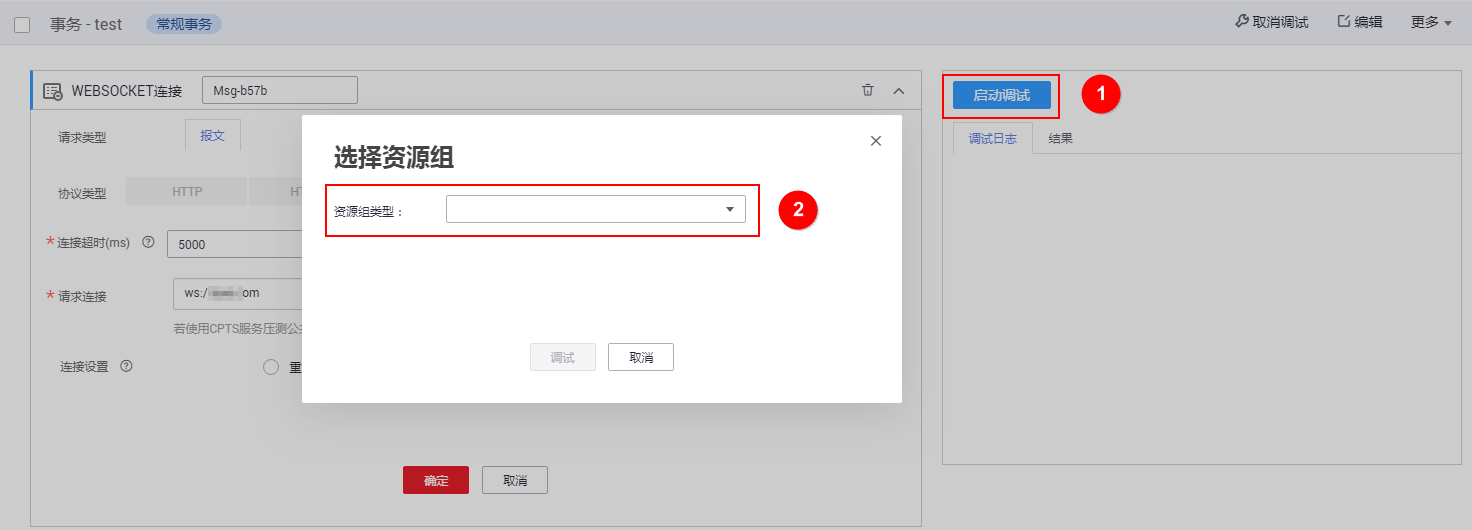 事务 - test 常规事务 取消调试 编辑 更多
WEBSOCKET连接 Msg-b57b
启动调试 1
请求类型 报文
调试日志 结果
选择资源组
协议类型 HTTP HT
资源组类型： 2
*连接超时(ms) 5000
*请求连接 ws:/ om
若使用CPTS服务压测公
连接设置 重
调试 取消
确定 取消